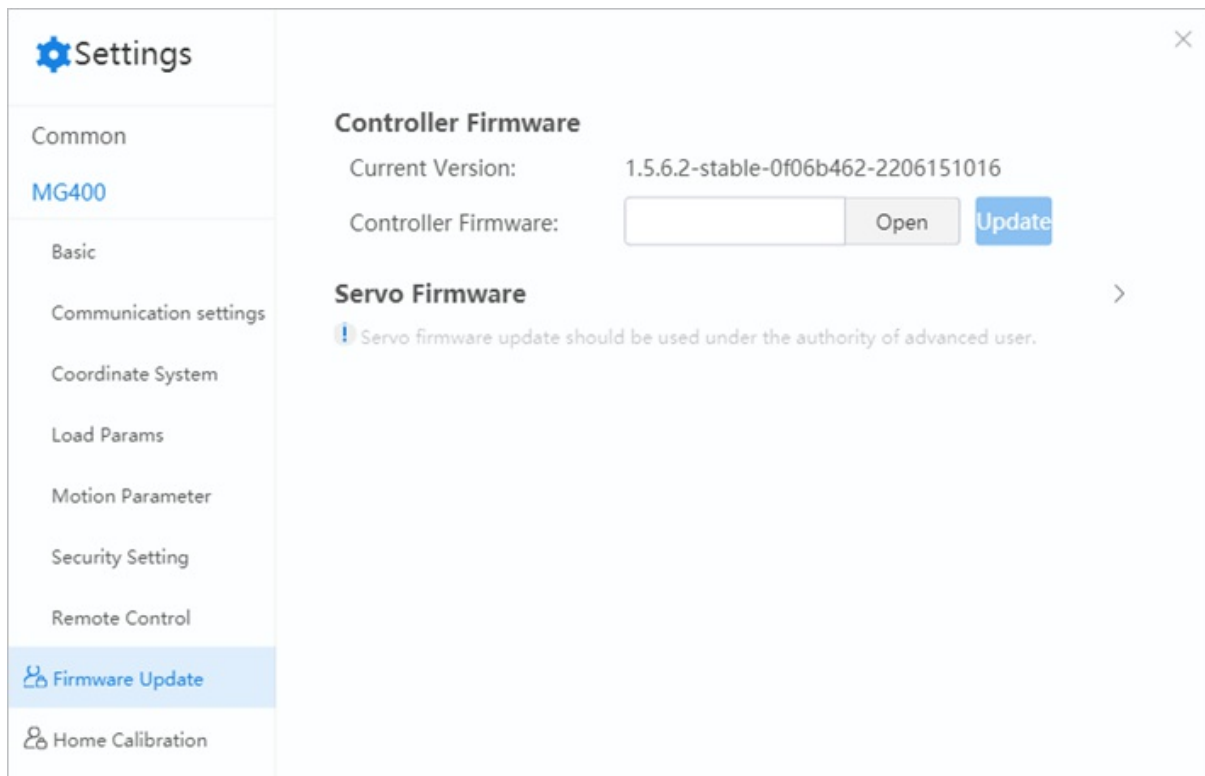 Settings
Common
MG400
Basic
Communication settings
Coordinate System
Load Params
Motion Parameter
Security Setting
Remote Control
Firmware Update
Home Calibration
Controller Firmware
Current Version: 1.5.6.2-stable-0f06b462-2206151016
Controller Firmware: Open Update
Servo Firmware
Servo firmware update should be used under the authority of advanced user.